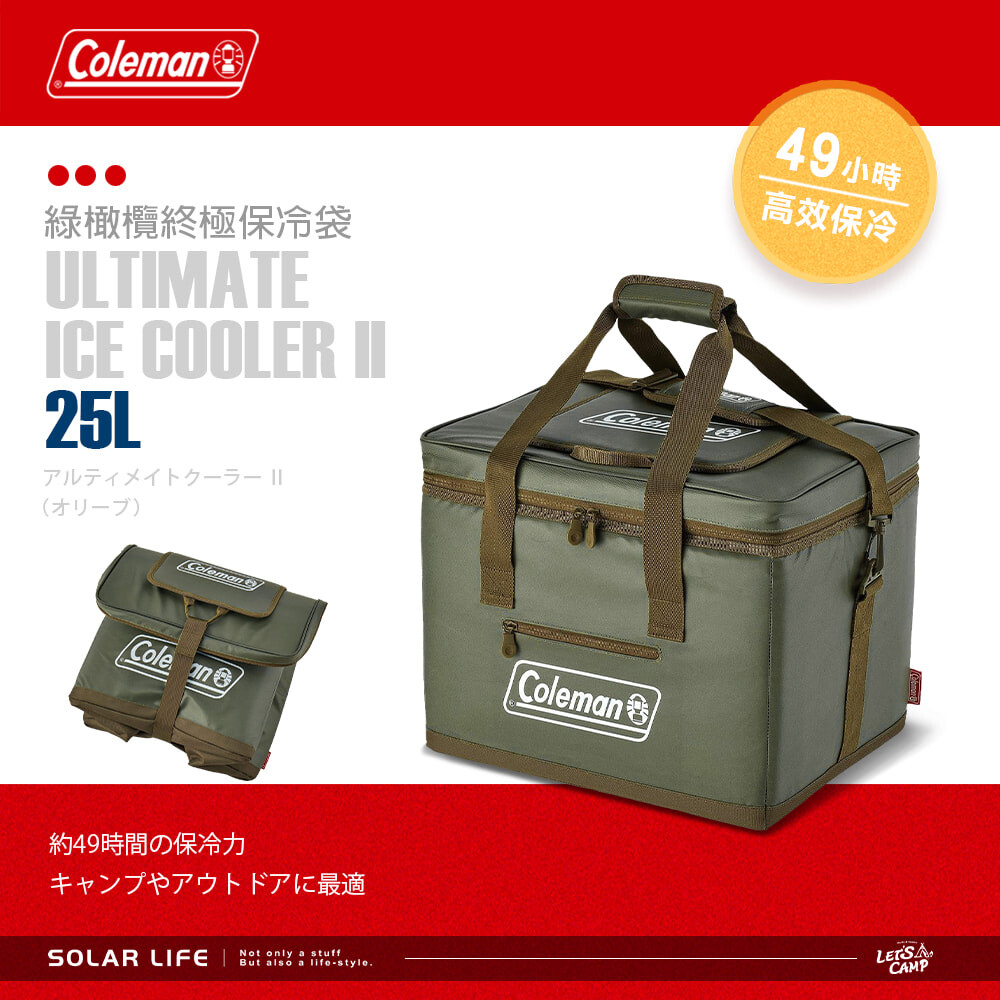 Coleman
49小時
高效保冷
綠橄欖終極保冷袋
ULTIMATE
ICE COOLER II
25L
アルティメイトクーラー II
(オリーブ)
Coleman
Coleman
Coleman
Coleman
Coleman
Coleman
Coleman
約49時間の保冷力
キャンプやアウトドアに最適
SOLAR LIFE
Not only a stuff
But also a life-style.
LET'S
CAMP